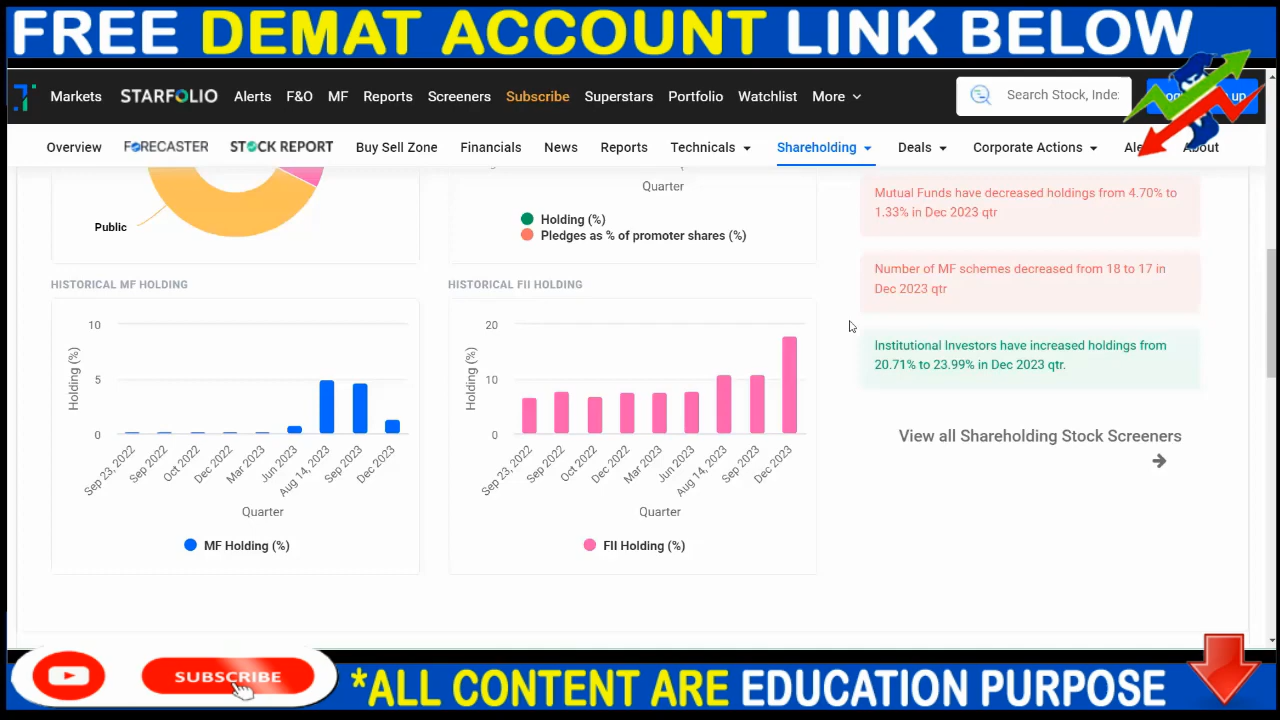 FREE DEMAT ACCOUNT LINK BELOW
Markets STARFOLIO Alerts F&O MF Reports Screeners Subscribe Superstars Portfolio Watchlist More Search Stock, Inde: up
Overview FORECASTER STOCK REPORT Buy Sell Zone Financials News Reports Technicals Shareholding Deals Corporate Actions About
Public
Quarter
Holding (%)
Pledges as % of promoter shares (%)
Mutual Funds have decreased holdings from 4.70% to
1.33% in Dec 2023 qtr
Number of MF schemes decreased from 18 to 17 in
Dec 2023 qtr
Institutional Investors have increased holdings from
20.71% to 23.99% in Dec 2023 qtr.
View all Shareholding Stock Screeners
HISTORICAL MF HOLDING
Holding (%)
10
5
0
Sep 23, 2022
Sep 2022
Oct 2022
Dec 2022
Mar 2023
Jun 2023
Aug 14, 2023
Sep 2023
Dec 2023
Quarter
MF Holding (%)
HISTORICAL FII HOLDING
Holding (%)
20
10
0
Sep 23, 2022
Sep 2022
Oct 2022
Dec 2022
Mar 2023
Jun 2023
Aug 14, 2023
Sep 2023
Dec 2023
Quarter
FII Holding (%)
SUBSCRIBE
*ALL CONTENT ARE EDUCATION PURPOSE